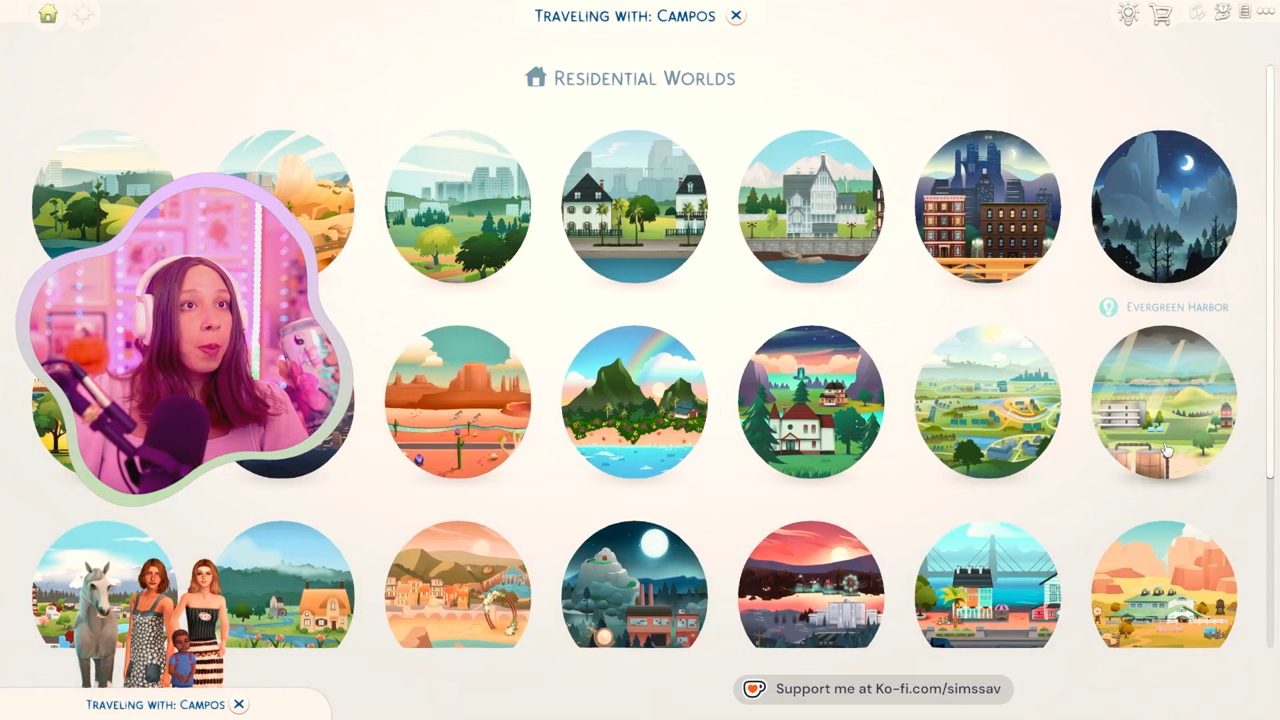 Traveling with: Campos
Residential Worlds
Evergreen Harbor
Support me at Ko-fi.com/simssav
Traveling with: Campos